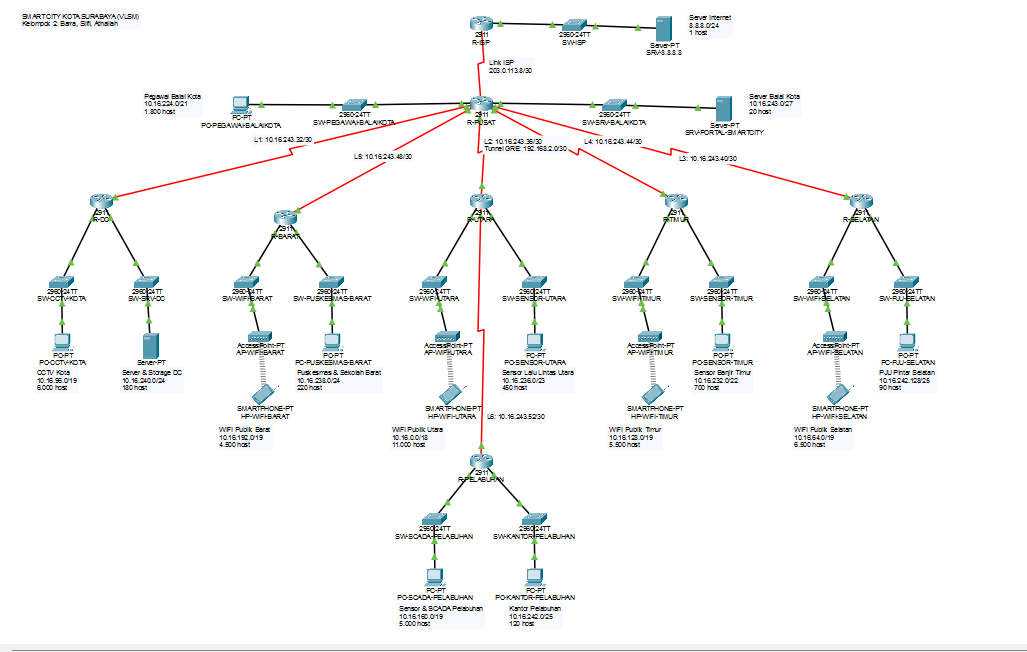 SMARTCITY KOTA SURABAYA (VLSM)
Kelompok 2: Barra, Sifi, Athallah
2911
R-ISP
2960-24TT
SW-ISP
Server-PT
SRV-8.8.8.8
Server Internet
8.8.8.0/24
1 host
Link ISP
203.0.113.8/30
Pegawai Balai Kota
10.16.224.0/21
1.800 host
PC-PT
PC-PEGAWAI-BALAIKOTA
2960-24TT
SW-PEGAWAI-BALAIKOTA
2911
R-PUSAT
2960-24TT
SW-SRV-BALAIKOTA
Server-PT
SRV-PORTAL-SMARTCITY
Server Balai Kota
10.16.243.0/27
20 host
L1: 10.16.243.32/30
L5: 10.16.243.48/30
L2: 10.16.243.36/30
Tunnel GRE: 192.168.2.0/30
L4: 10.16.243.44/30
L3: 10.16.243.40/30
2911
R-DC
2911
R-BARAT
2911
R-UTARA
2911
R-TIMUR
2911
R-SELATAN
2960-24TT
SW-CCTV-KOTA
2960-24TT
SW-SRV-DC
2960-24TT
SW-WIFI-BARAT
2960-24TT
SW-PUSKESMAS-BARAT
2960-24TT
SW-WIFI-UTARA
2960-24TT
SW-SENSOR-UTARA
2960-24TT
SW-WIFI-TIMUR
2960-24TT
SW-SENSOR-TIMUR
2960-24TT
SW-WIFI-SELATAN
2960-24TT
SW-PJU-SELATAN
PC-PT
PC-CCTV-KOTA
Server-PT
AccessPoint-PT
AP-WIFI-BARAT
PC-PT
PC-PUSKESMAS-BARAT
AccessPoint-PT
AP-WIFI-UTARA
PC-PT
PC-SENSOR-UTARA
AccessPoint-PT
AP-WIFI-TIMUR
PC-PT
PC-SENSOR-TIMUR
AccessPoint-PT
AP-WIFI-SELATAN
PC-PT
PC-PJU-SELATAN
CCTV Kota
10.16.96.0/19
6.000 host
Server & Storage DC
10.16.240.0/24
180 host
Puskesmas & Sekolah Barat
10.16.238.0/24
220 host
Sensor Lalu Lintas Utara
10.16.236.0/23
450 host
Sensor Banjir Timur
10.16.232.0/22
700 host
PJU Pintar Selatan
10.16.242.128/25
90 host
SMARTPHONE-PT
HP-WIFI-BARAT
SMARTPHONE-PT
HP-WIFI-UTARA
L6: 10.16.243.52/30
SMARTPHONE-PT
HP-WIFI-TIMUR
SMARTPHONE-PT
HP-WIFI-SELATAN
WiFi Publik Barat
10.16.192.0/19
4.500 host
WiFi Publik Utara
10.16.0.0/18
11.000 host
WiFi Publik Timur
10.16.128.0/19
5.500 host
WiFi Publik Selatan
10.16.64.0/19
6.500 host
2911
R-PELABUHAN
2960-24TT
SW-SCADA-PELABUHAN
2960-24TT
SW-KANTOR-PELABUHAN
PC-PT
PC-SCADA-PELABUHAN
PC-PT
PC-KANTOR-PELABUHAN
Sensor & SCADA Pelabuhan
10.16.160.0/19
5.000 host
Kantor Pelabuhan
10.16.242.0/25
120 host